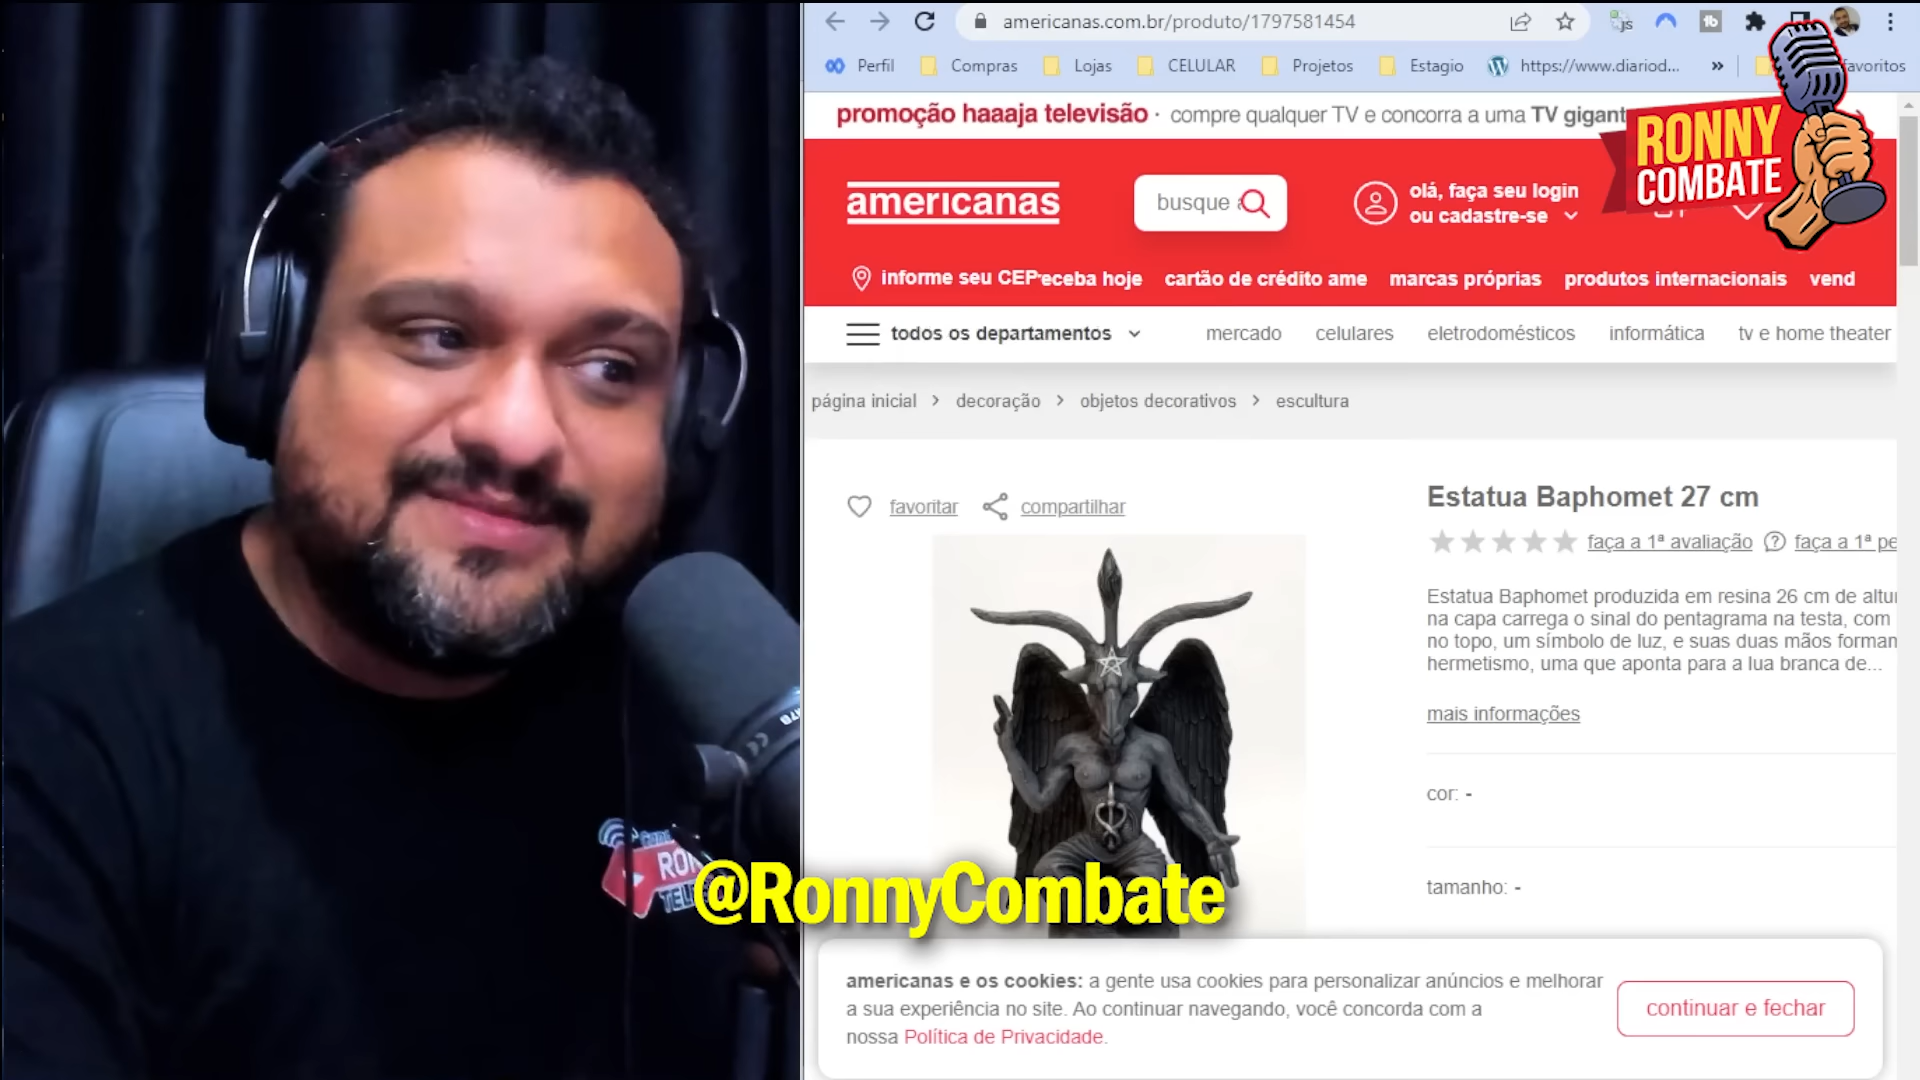 americanas.com.br/produto/1797581454
Perfil Compras Lojas CELULAR Projetos Estagio https://www.diariod... » favoritos
promoção haaaja televisão · compre qualquer TV e concorra a uma TV gigant
RONNY
COMBATE
americanas
busque
olá, faça seu login
ou cadastre-se
informe seu CEP eceba hoje cartão de crédito ame marcas próprias produtos internacionais vend
todos os departamentos mercado celulares eletrodomésticos informática tv e home theater
página inicial > decoração > objetos decorativos > escultura
favoritar compartilhar
Estatua Baphomet 27 cm
faça a 1ª avaliação faça a 1ª pe
Estatua Baphomet produzida em resina 26 cm de altur
na capa carrega o sinal do pentagrama na testa, com
no topo, um símbolo de luz, e suas duas mãos forman
hermetismo, uma que aponta para a lua branca de...
mais informações
cor: -
tamanho: -
@RonnyCombate
americanas e os cookies: a gente usa cookies para personalizar anúncios e melhorar
a sua experiência no site. Ao continuar navegando, você concorda com a
nossa Política de Privacidade.
continuar e fechar